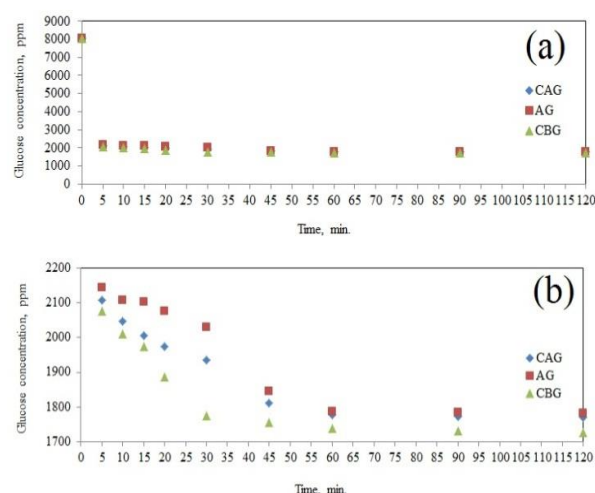 9000
(a)
8000
7000
6000
5000
4000
3000
2000
1000
0
Glucose concentration, ppm
CAG
AG
CBG
0 5 10 15 20 25 30 35 40 45 50 55 60 65 70 75 80 85 90 95 100 105 110 115 120
Time, min.
2200
(b)
2100
2000
1900
1800
1700
Glucose concentration, ppm
CAG
AG
CBG
0 5 10 15 20 25 30 35 40 45 50 55 60 65 70 75 80 85 90 95 100 105 110 115 120
Time, min.